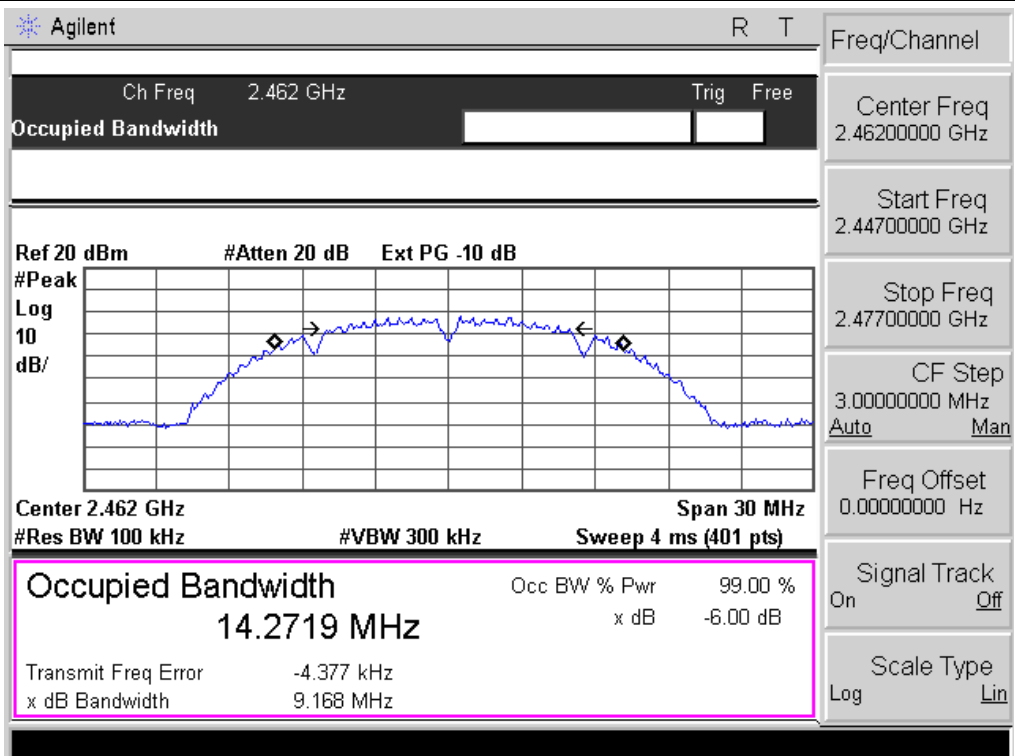 Agilent R T
Ch Freq 2.462 GHz Trig Free
Occupied Bandwidth
Ref 20 dBm #Atten 20 dB Ext PG -10 dB
#Peak
Log
10
dB/
Center 2.462 GHz Span 30 MHz
#Res BW 100 kHz #VBW 300 kHz Sweep 4 ms (401 pts)
Occupied Bandwidth Occ BW % Pwr 99.00 %
14.2719 MHz x dB -6.00 dB
Transmit Freq Error -4.377 kHz
x dB Bandwidth 9.168 MHz
Freq/Channel
Center Freq
2.46200000 GHz
Start Freq
2.44700000 GHz
Stop Freq
2.47700000 GHz
CF Step
3.00000000 MHz
Auto Man
Freq Offset
0.00000000 Hz
Signal Track
On Off
Scale Type
Log Lin